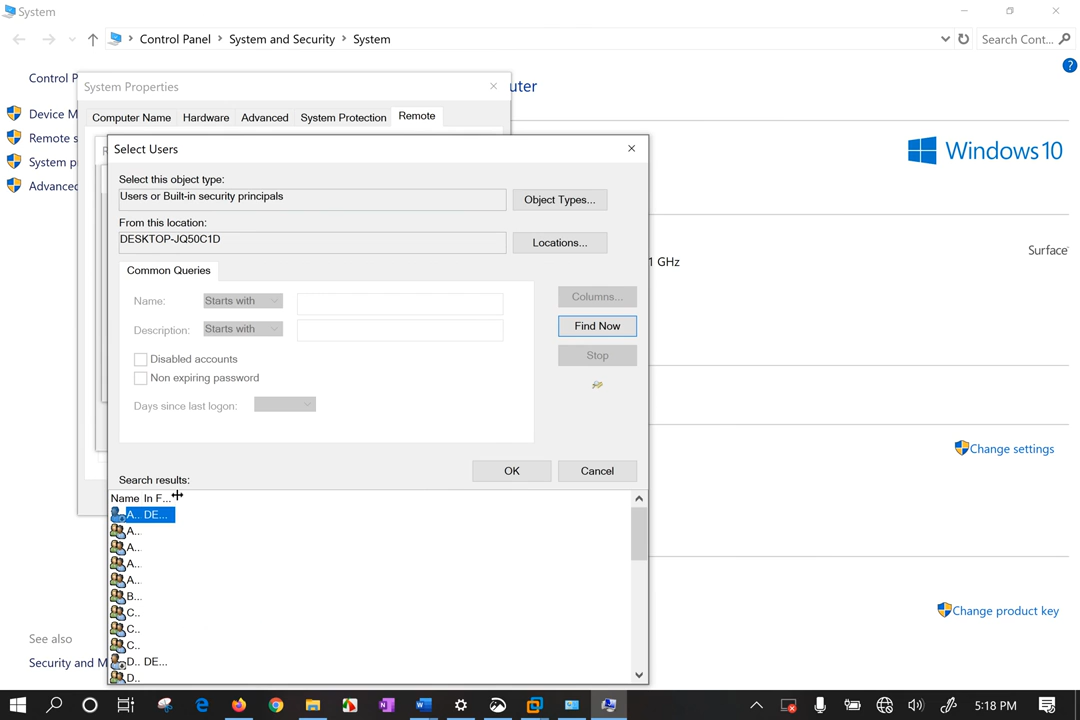 System
Control Panel > System and Security > System
Search Cont...
Control P
System Properties
uter
Device M
Computer Name
Hardware
Advanced
System Protection
Remote
Remote s
System p
Advanced
Select Users
Windows 10
Select this object type:
Users or Built-in security principals
Object Types...
From this location:
DESKTOP-JQ50C1D
Locations...
Surface
1 GHz
Common Queries
Name:
Starts with
Columns...
Description:
Starts with
Find Now
Disabled accounts
Stop
Non expiring password
Days since last logon:
Change settings
OK
Cancel
Search results:
Name In F...
A.. DE...
A..
A..
A..
A..
B...
C..
C..
C..
D.. DE...
D..
Change product key
See also
Security and M
5:18 PM